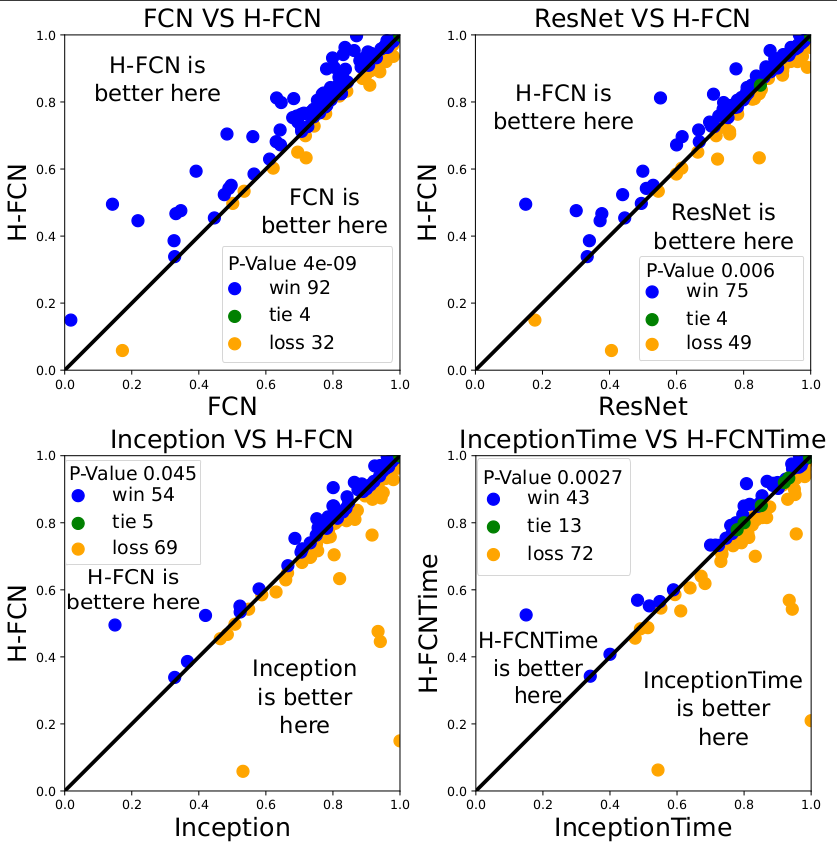 FCN VS H-FCN
1.0
0.8
0.6
0.4
0.2
0.0
H-FCN
H-FCN is
better here
FCN is
better here
P-Value 4e-09
win 92
tie 4
loss 32
0.0 0.2 0.4 0.6 0.8 1.0
FCN
ResNet VS H-FCN
1.0
0.8
0.6
0.4
0.2
0.0
H-FCN
H-FCN is
bettere here
ResNet is
bettere here
P-Value 0.006
win 75
tie 4
loss 49
0.0 0.2 0.4 0.6 0.8 1.0
ResNet
Inception VS H-FCN
1.0
0.8
0.6
0.4
0.2
0.0
H-FCN
P-Value 0.045
win 54
tie 5
loss 69
H-FCN is
bettere here
Inception
is better
here
0.0 0.2 0.4 0.6 0.8 1.0
Inception
InceptionTime VS H-FCNTime
1.0
0.8
0.6
0.4
0.2
0.0
H-FCNTime
P-Value 0.0027
win 43
tie 13
loss 72
H-FCNTime
is better
here
InceptionTime
is better
here
0.0 0.2 0.4 0.6 0.8 1.0
InceptionTime